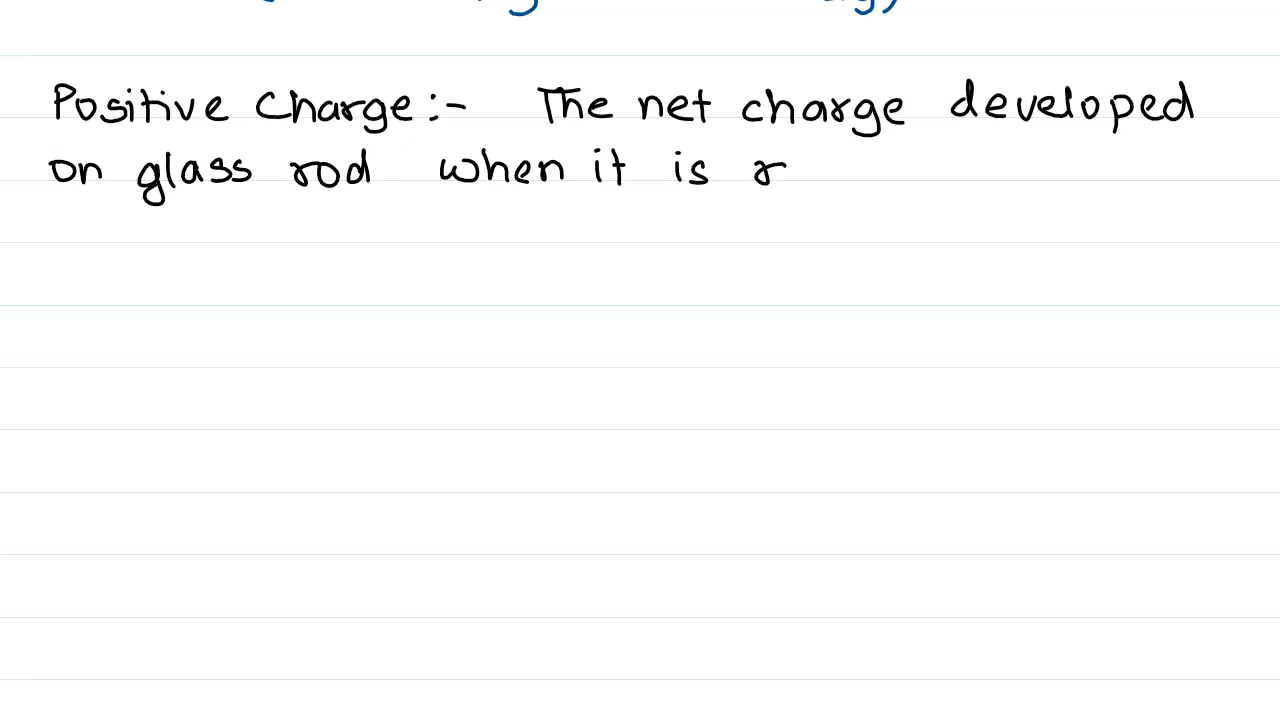 Positive Charge:- The net charge developed
on glass rod when it is r